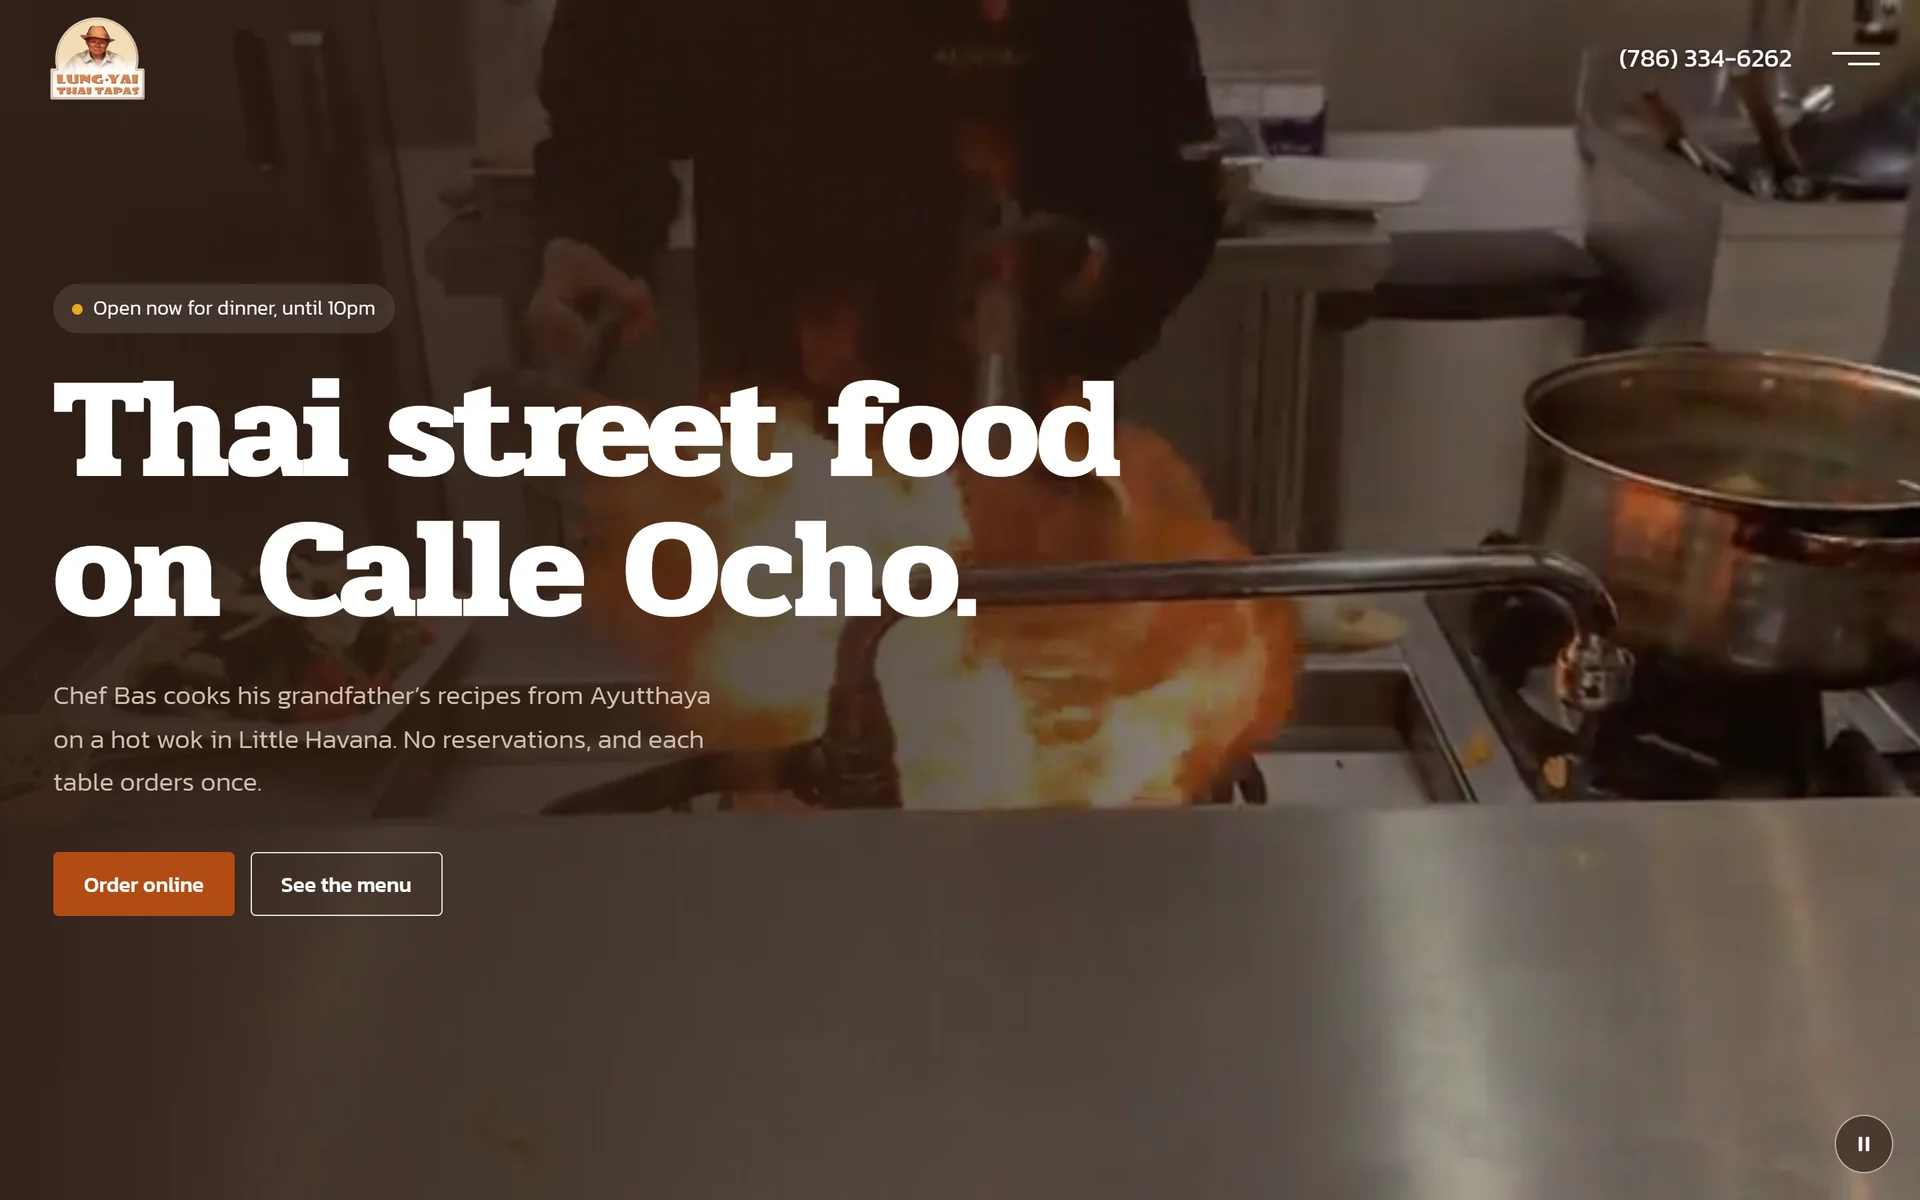 LUNG YAI
THAI TAPAS
(786) 334-6262
Open now for dinner, until 10pm
Thai street food
on Calle Ocho.
Chef Bas cooks his grandfather’s recipes from Ayutthaya
on a hot wok in Little Havana. No reservations, and each
table orders once.
Order online
See the menu